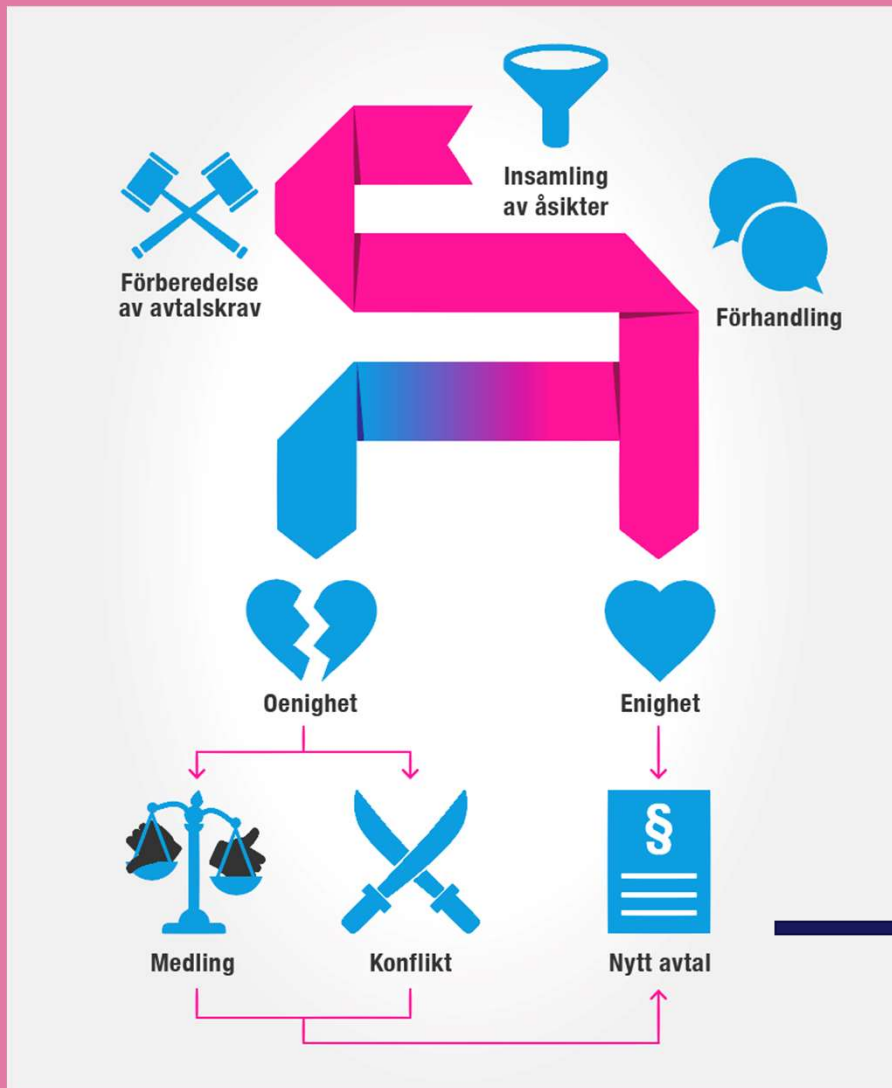 Insamling
av åsikter
Förberedelse
av avtalskrav
Förhandling
Oenighet
Enighet
§
Medling
Konflikt
Nytt avtal